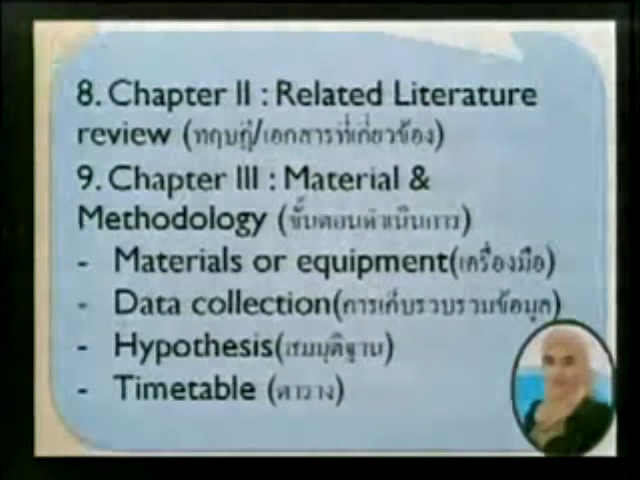 8. Chapter II : Related Literature
review (ทฤษฎี/เอกสารที่เกี่ยวข้อง)
9. Chapter III : Material &
Methodology (ขั้นตอนดำเนินการ)
- Materials or equipment(เครื่องมือ)
- Data collection(การเก็บรวบรวมข้อมูล)
- Hypothesis(สมมุติฐาน)
- Timetable (ตาราง)